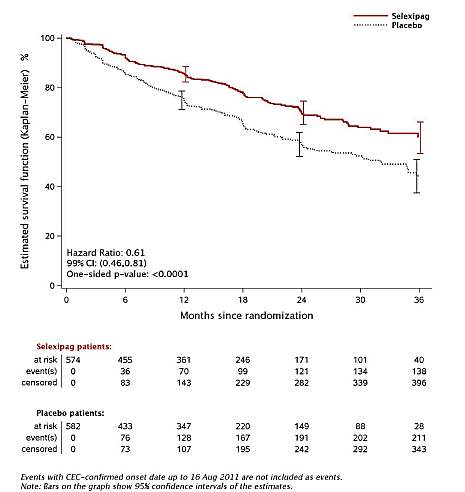 Selexipag
Placebo
Estimated survival function (Kaplan-Meier) %
100
80
60
40
20
0
Hazard Ratio: 0.61
99% CI: (0.46,0.81)
One-sided p-value: <0.0001
0 6 12 18 24 30 36
Months since randomization
Selexipag patients:
at risk 574 455 361 246 171 101 40
event(s) 0 36 70 99 121 134 138
censored 0 83 143 229 282 339 396
Placebo patients:
at risk 582 433 347 220 149 88 28
event(s) 0 76 128 167 191 202 211
censored 0 73 107 195 242 292 343
Events with CEC-confirmed onset date up to 16 Aug 2011 are not included as events.
Note: Bars on the graph show 95% confidence intervals of the estimates.